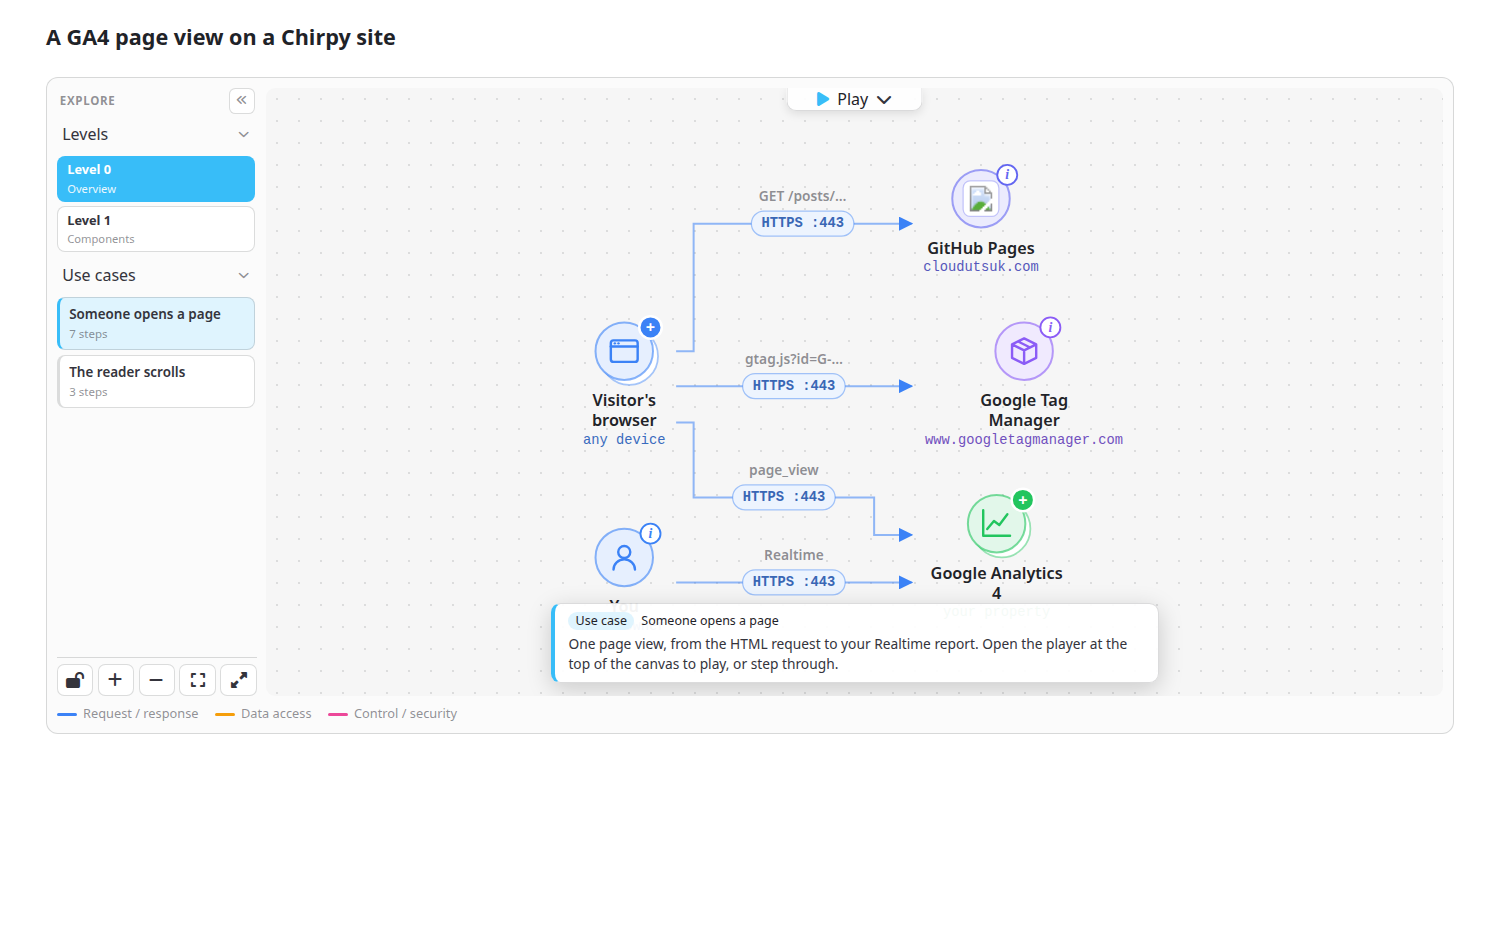 A GA4 page view on a Chirpy site
EXPLORE
Levels
Level 0
Overview
Level 1
Components
Use cases
Someone opens a page
7 steps
The reader scrolls
3 steps
Play
GET /posts/...
HTTPS :443
GitHub Pages
cloudutsuk.com
Visitor's
browser
any device
gtag.js?id=G-...
HTTPS :443
Google Tag
Manager
www.googletagmanager.com
page_view
HTTPS :443
Realtime
HTTPS :443
Google Analytics
4
your property
You
Use case Someone opens a page
One page view, from the HTML request to your Realtime report. Open the player at the
top of the canvas to play, or step through.
Request / response
Data access
Control / security